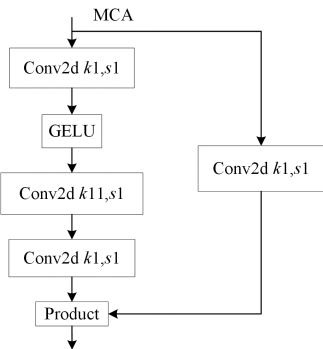 MCA
Conv2d k1,s1
GELU
Conv2d k11,s1
Conv2d k1,s1
Conv2d k1,s1
Product